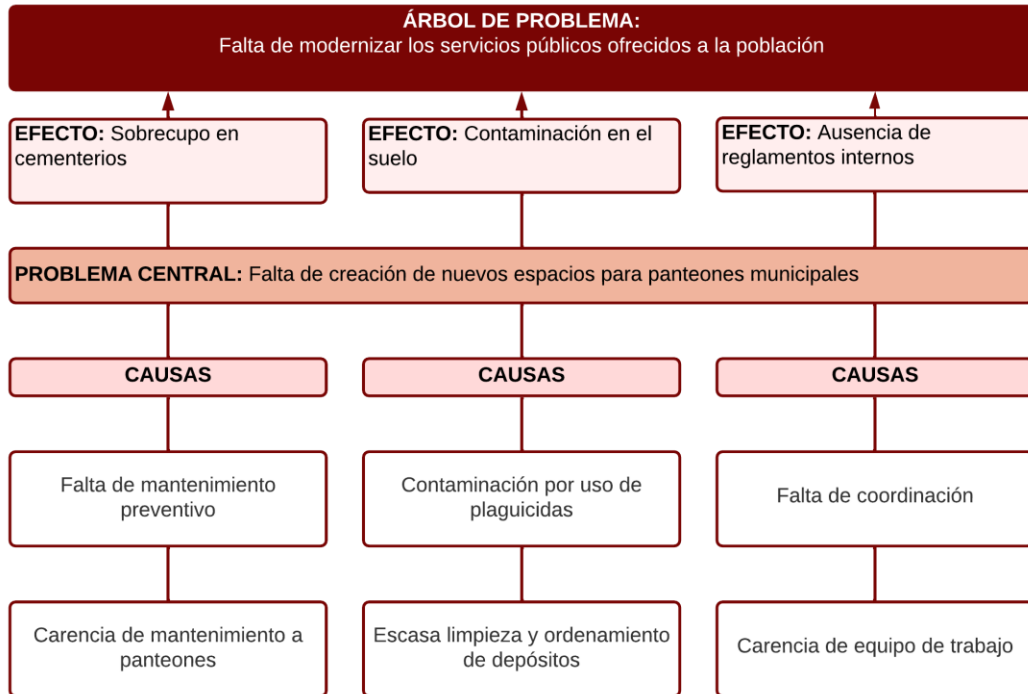 ÁRBOL DE PROBLEMA:
Falta de modernizar los servicios públicos ofrecidos a la población
EFECTO: Sobrecupo en
cementerios
EFECTO: Contaminación en el
suelo
EFECTO: Ausencia de
reglamentos internos
PROBLEMA CENTRAL: Falta de creación de nuevos espacios para panteones municipales
CAUSAS
CAUSAS
CAUSAS
Falta de mantenimiento
preventivo
Contaminación por uso de
plaguicidas
Falta de coordinación
Carencia de mantenimiento a
panteones
Escasa limpieza y ordenamiento
de depósitos
Carencia de equipo de trabajo